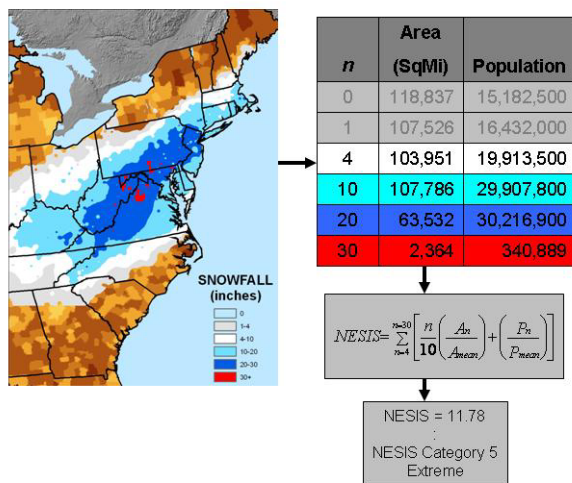 SNOWFALL
(inches)
0
1-4
4-10
10-20
20-30
30+
Area
n (SqMi) Population
0 118,837 15,182,500
1 107,526 16,432,000
4 103,951 19,913,500
10 107,786 29,907,800
20 63,532 30,216,900
30 2,364 340,889
NESIS= n=30 ∑ n=4 [ n/10 ( An/Amean ) + ( Pn/Pmean ) ]
NESIS = 11.78
:
NESIS Category 5
Extreme